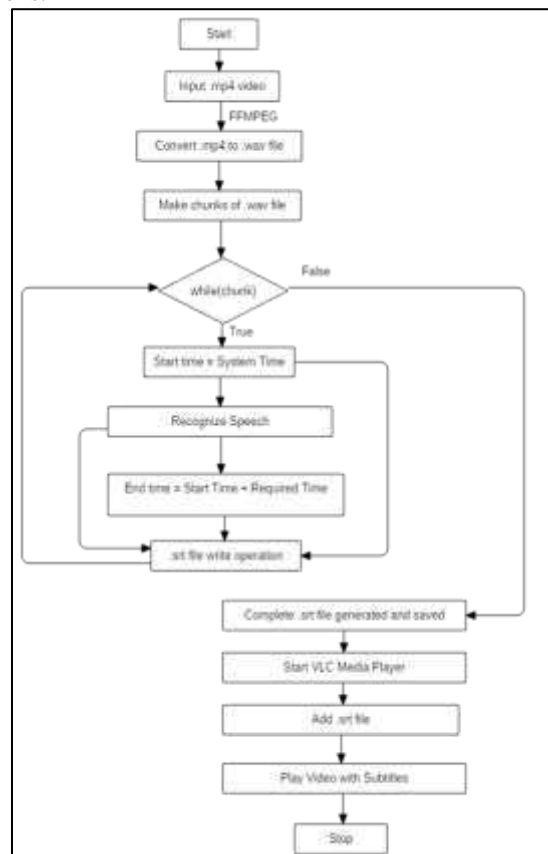 Start
Input .mp4 video
FFMPEG
Convert .mp4 to .wav file
Make chunks of .wav file
while(chunk)
False
True
Start time = System Time
Recognize Speech
End time = Start Time + Required Time
.srt file write operation
Complete .srt file generated and saved
Start VLC Media Player
Add .srt file
Play Video with Subtitles
Stop